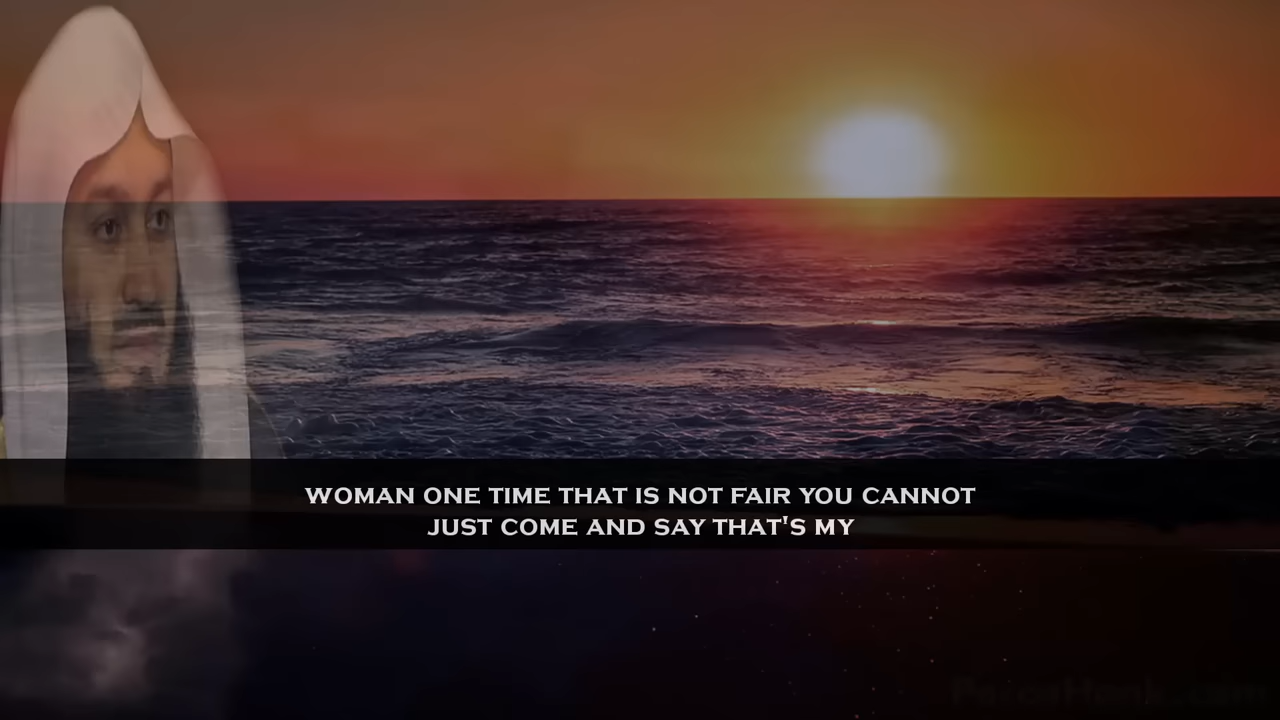 WOMAN ONE TIME THAT IS NOT FAIR YOU CANNOT
JUST COME AND SAY THAT'S MY